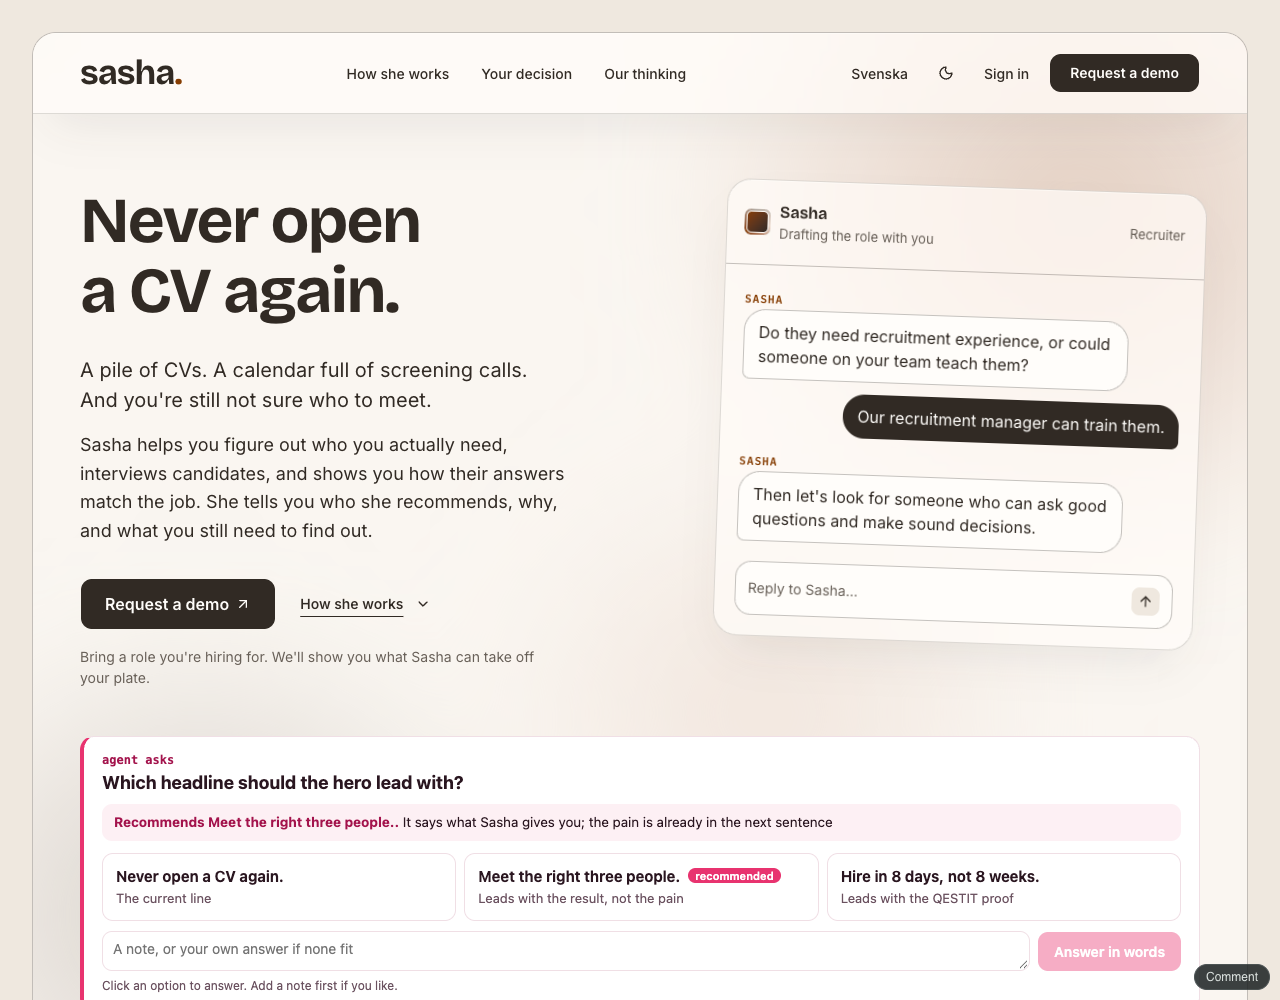 sasha.
How she works
Your decision
Our thinking
Svenska
Sign in
Request a demo
Never open
a CV again.
A pile of CVs. A calendar full of screening calls.
And you're still not sure who to meet.
Sasha helps you figure out who you actually need,
interviews candidates, and shows you how their answers
match the job. She tells you who she recommends, why,
and what you still need to find out.
Request a demo
How she works
Bring a role you're hiring for. We'll show you what Sasha can take off
your plate.
Sasha
Drafting the role with you
Recruiter
SASHA
Do they need recruitment experience, or could
someone on your team teach them?
Our recruitment manager can train them.
SASHA
Then let's look for someone who can ask good
questions and make sound decisions.
Reply to Sasha...
agent asks
Which headline should the hero lead with?
Recommends Meet the right three people.. It says what Sasha gives you; the pain is already in the next sentence
Never open a CV again.
The current line
Meet the right three people. recommended
Leads with the result, not the pain
Hire in 8 days, not 8 weeks.
Leads with the QESTIT proof
A note, or your own answer if none fit
Answer in words
Click an option to answer. Add a note first if you like.
Comment